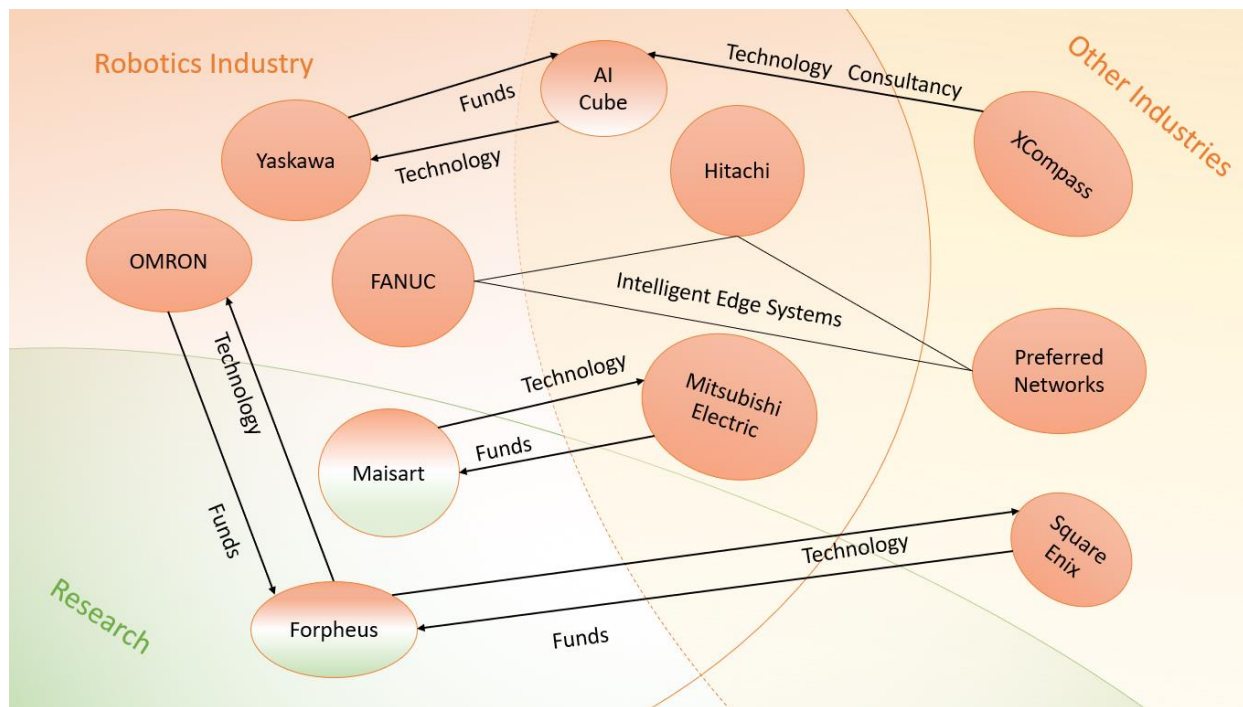 Robotics Industry
Other Industries
AI
Cube
Technology Consultancy
Funds
Yaskawa
Technology
Hitachi
XCompass
OMRON
FANUC
Intelligent Edge Systems
Technology
Technology
Mitsubishi
Electric
Preferred
Networks
Maisart
Funds
Funds
Technology
Square
Enix
Research
Forpheus
Funds